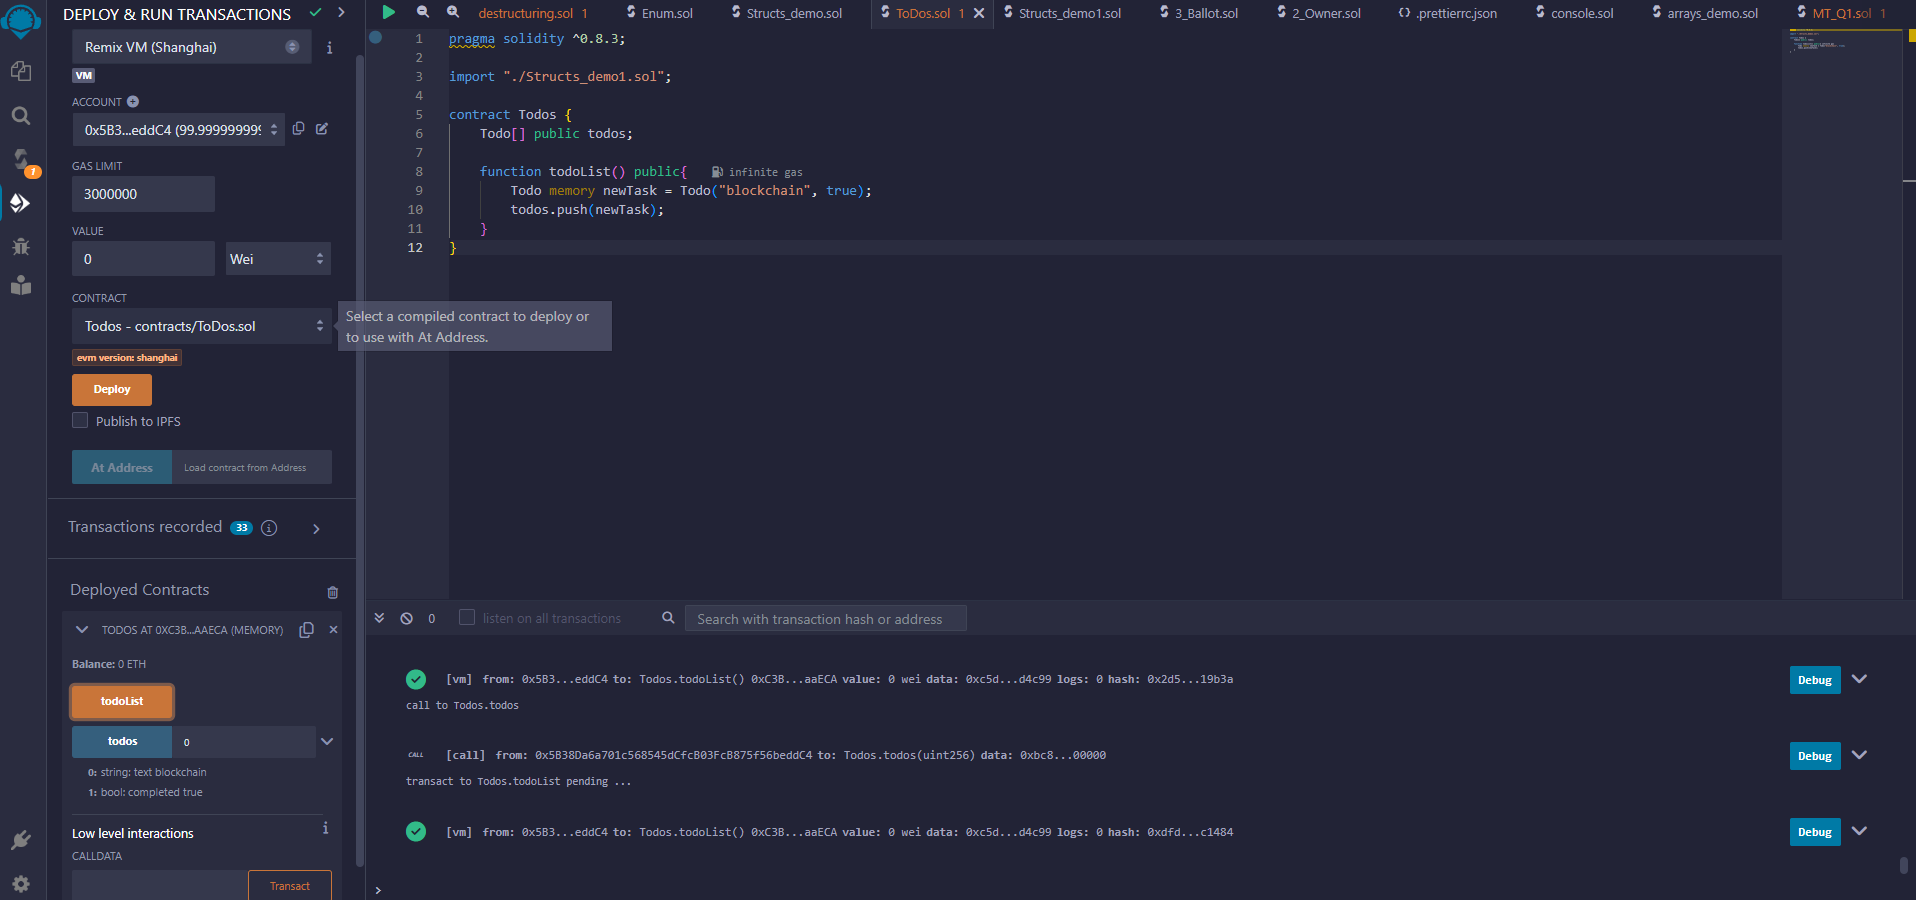 DEPLOY & RUN TRANSACTIONS
Remix VM (Shanghai)
VM
ACCOUNT
0x5B3...eddC4 (99.999999999
GAS LIMIT
3000000
VALUE
0
Wei
CONTRACT
Todos - contracts/ToDos.sol
evm version: shanghai
Deploy
Publish to IPFS
At Address
Load contract from Address
Transactions recorded 33
Deployed Contracts
TODOS AT 0XC3B...AAECA (MEMORY)
Balance: 0 ETH
todoList
todos
0
0: string: text blockchain
1: bool: completed true
Low level interactions
CALLDATA
Transact
1
destructuring.sol 1
Enum.sol
Structs_demo.sol
ToDos.sol 1
Structs_demo1.sol
3_Ballot.sol
2_Owner.sol
.prettierrc.json
console.sol
arrays_demo.sol
MT_Q1.sol 1
1 pragma solidity ^0.8.3;
2
3 import "./Structs_demo1.sol";
4
5 contract Todos {
6 Todo[] public todos;
7
8 function todoList() public{ infinite gas
9 Todo memory newTask = Todo("blockchain", true);
10 todos.push(newTask);
11 }
12 }
Select a compiled contract to deploy or
to use with At Address.
0
listen on all transactions
Search with transaction hash or address
[vm] from: 0x5B3...eddC4 to: Todos.todoList() 0xC3B...aaECA value: 0 wei data: 0xc5d...d4c99 logs: 0 hash: 0x2d5...19b3a
Debug
call to Todos.todos
CALL [call] from: 0x5B38Da6a701c568545dCfcB03FcB875f56beddC4 to: Todos.todos(uint256) data: 0xbc8...00000
Debug
transact to Todos.todoList pending ...
[vm] from: 0x5B3...eddC4 to: Todos.todoList() 0xC3B...aaECA value: 0 wei data: 0xc5d...d4c99 logs: 0 hash: 0xdfd...c1484
Debug
>